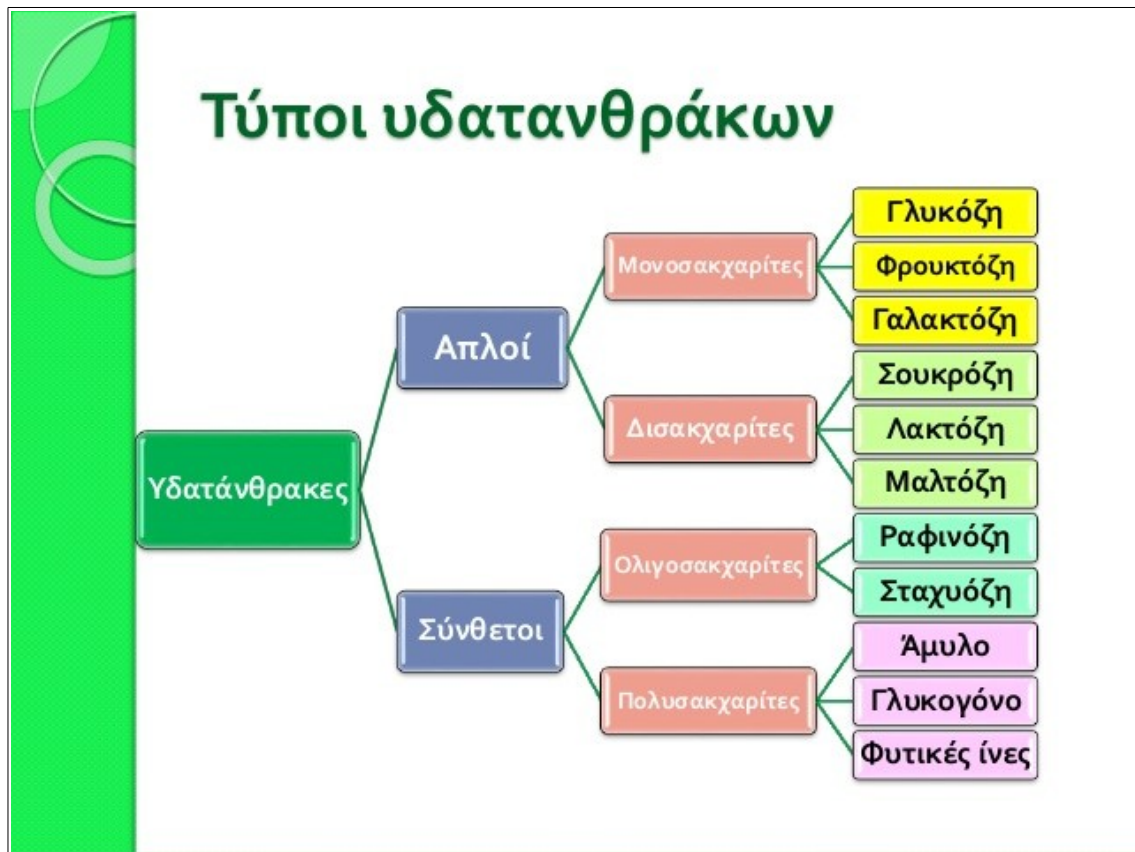 Τύποι υδατανθράκων
Υδατάνθρακες
Απλοί
Μονοσακχαρίτες
Γλυκόζη
Φρουκτόζη
Γαλακτόζη
Δισακχαρίτες
Σουκρόζη
Λακτόζη
Μαλτόζη
Σύνθετοι
Ολιγοσακχαρίτες
Ραφινόζη
Σταχυόζη
Πολυσακχαρίτες
Άμυλο
Γλυκογόνο
Φυτικές ίνες